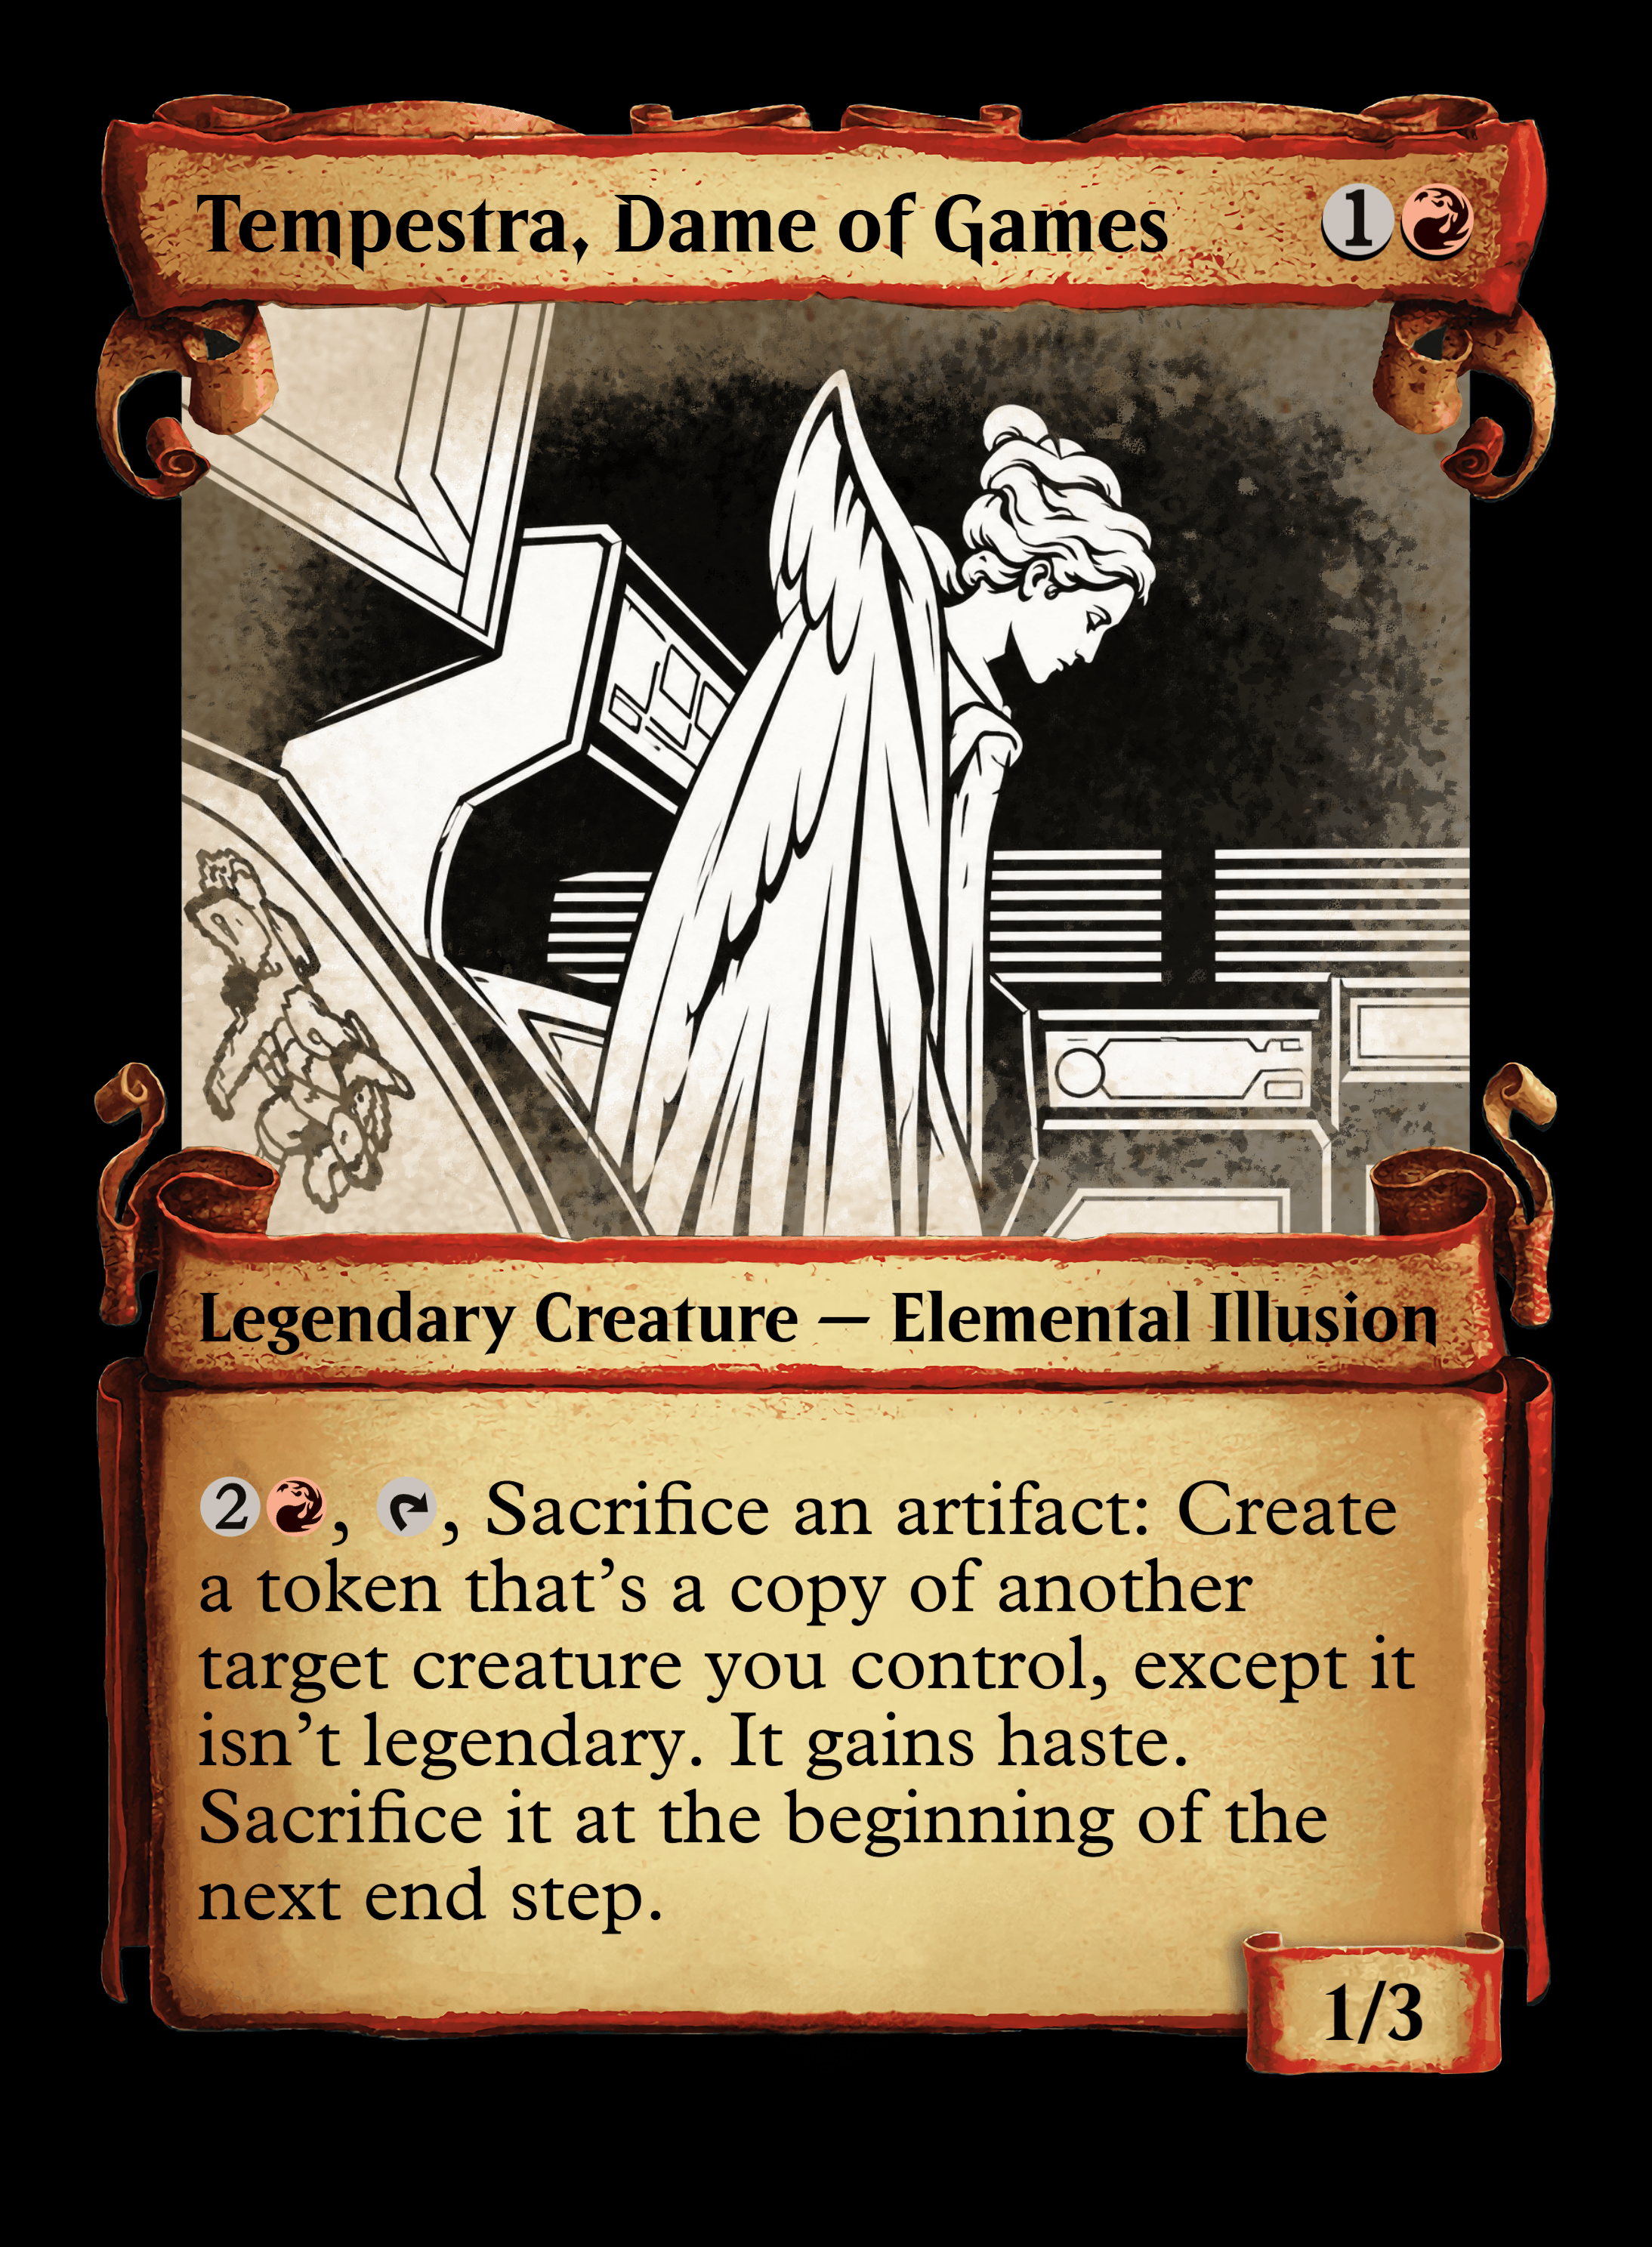 Tempestra, Dame of Games 1
Legendary Creature — Elemental Illusion
2, , Sacrifice an artifact: Create
a token that’s a copy of another
target creature you control, except it
isn’t legendary. It gains haste.
Sacrifice it at the beginning of the
next end step.
1/3